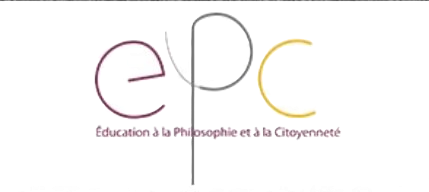 epc
Éducation à la Philosophie et à la Citoyenneté